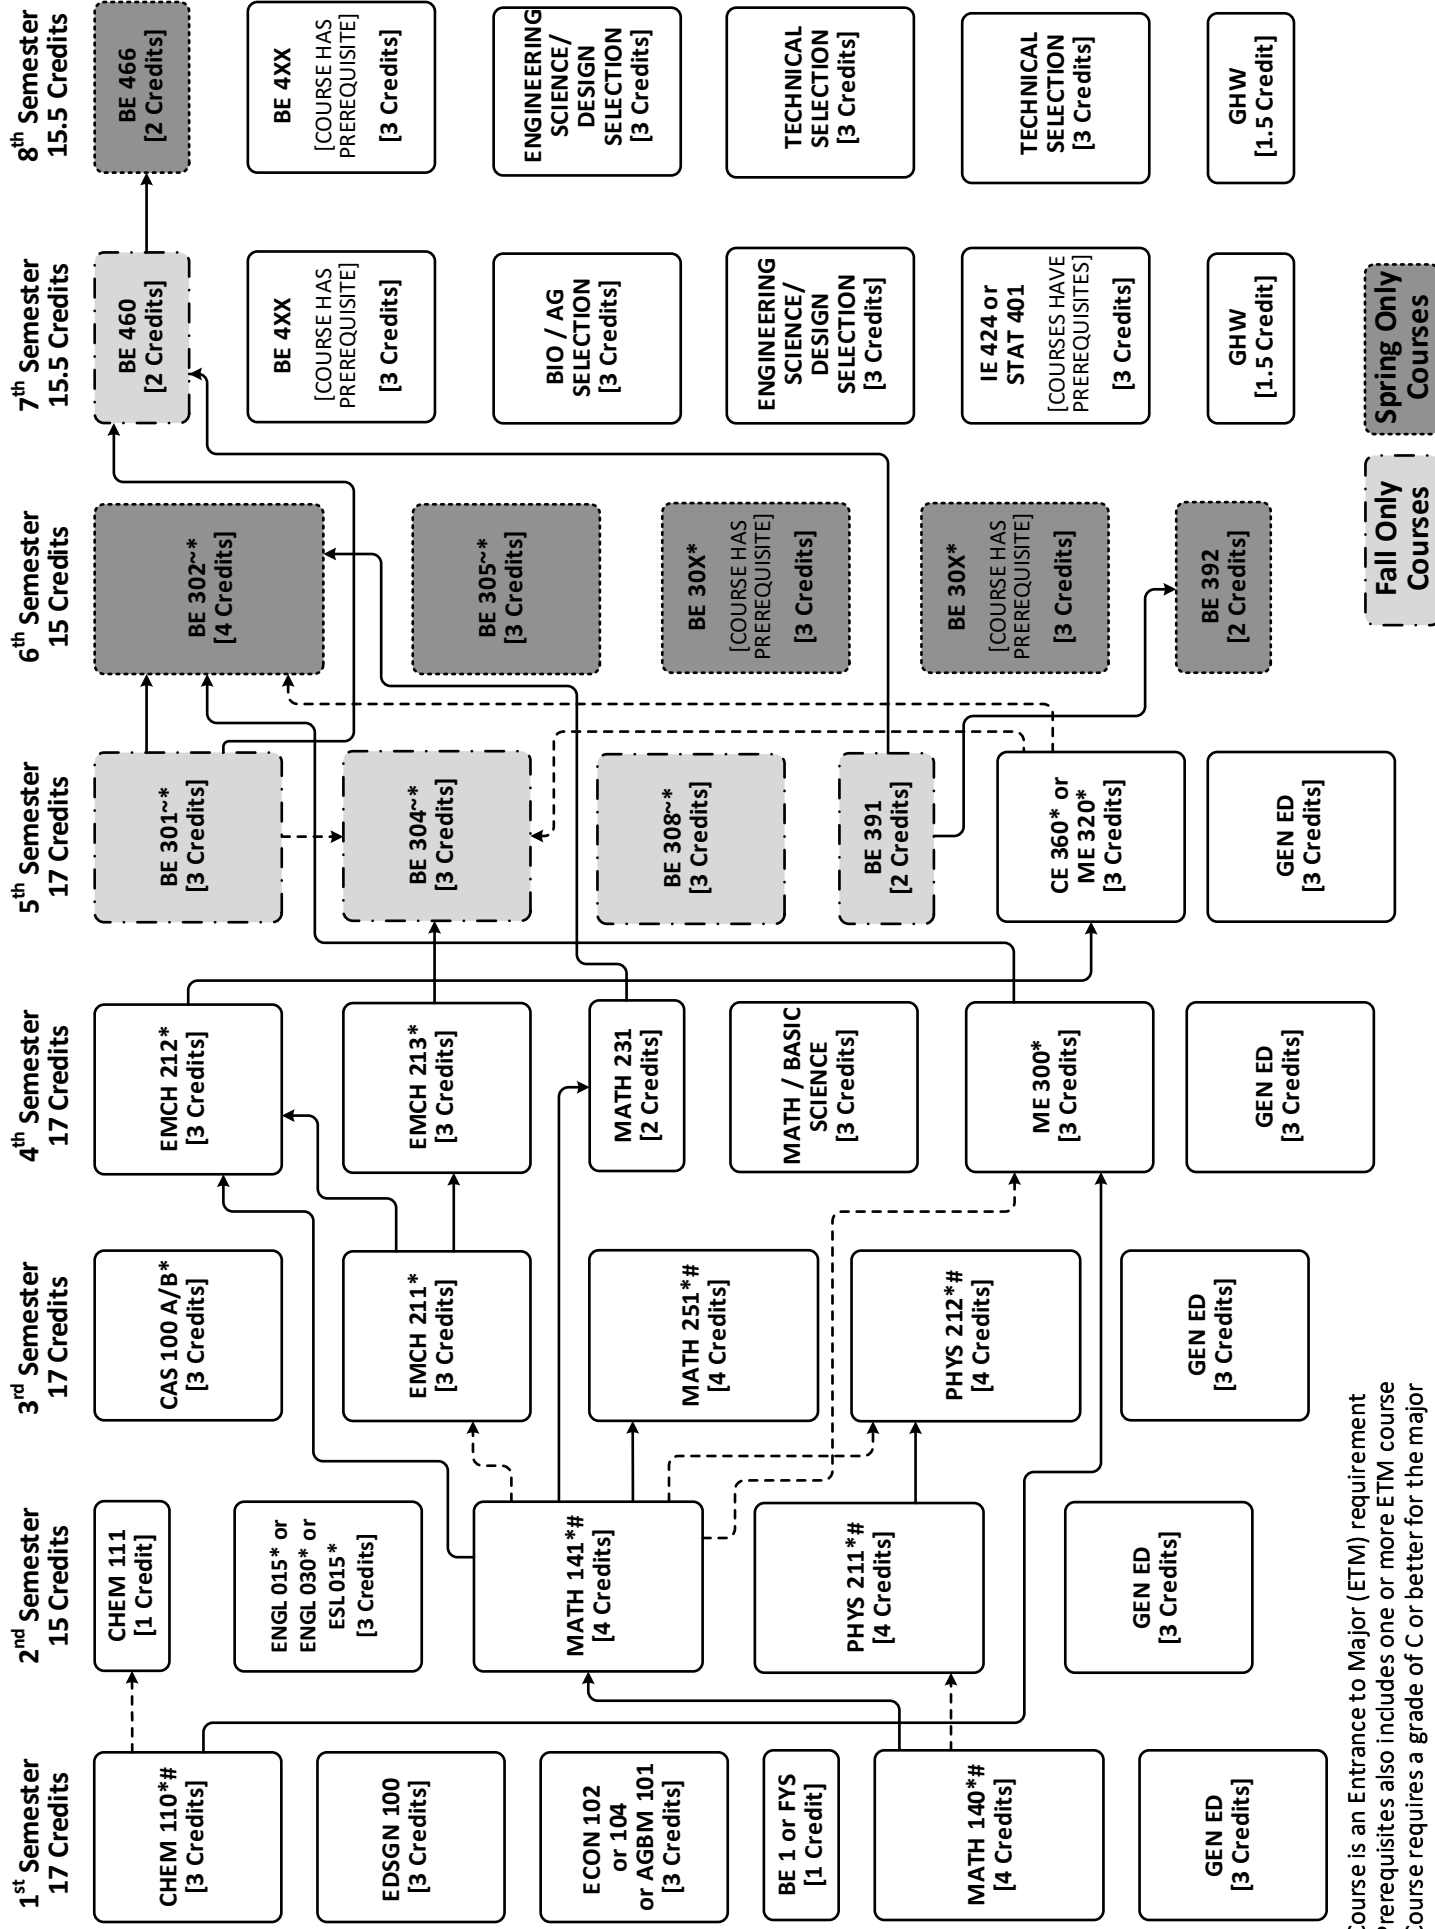 1st Semester
17 Credits
CHEM 110*#
[3 Credits]
EDSGN 100
[3 Credits]
ECON 102
or 104
or AGBM 101
[3 Credits]
BE 1 or FYS
[1 Credit]
MATH 140*#
[4 Credits]
GEN ED
[3 Credits]
2nd Semester
15 Credits
CHEM 111
[1 Credit]
ENGL 015* or
ENGL 030* or
ESL 015*
[3 Credits]
MATH 141*#
[4 Credits]
PHYS 211*#
[4 Credits]
GEN ED
[3 Credits]
3rd Semester
17 Credits
CAS 100 A/B*
[3 Credits]
EMCH 211*
[3 Credits]
MATH 251*#
[4 Credits]
PHYS 212*#
[4 Credits]
GEN ED
[3 Credits]
4th Semester
17 Credits
EMCH 212*
[3 Credits]
EMCH 213*
[3 Credits]
MATH 231
[2 Credits]
MATH / BASIC
SCIENCE
[3 Credits]
ME 300*
[3 Credits]
GEN ED
[3 Credits]
5th Semester
17 Credits
BE 301~*
[3 Credits]
BE 304~*
[3 Credits]
BE 308~*
[3 Credits]
BE 391
[2 Credits]
CE 360* or
ME 320*
[3 Credits]
GEN ED
[3 Credits]
6th Semester
15 Credits
BE 302~*
[4 Credits]
BE 305~*
[3 Credits]
BE 30X*
[COURSE HAS
PREREQUISITE]
[3 Credits]
BE 30X*
[COURSE HAS
PREREQUISITE]
[3 Credits]
BE 392
[2 Credits]
7th Semester
15.5 Credits
BE 460
[2 Credits]
BE 4XX
[COURSE HAS
PREREQUISITE]
[3 Credits]
BIO / AG
SELECTION
[3 Credits]
ENGINEERING
SCIENCE/
DESIGN
SELECTION
[3 Credits]
IE 424 or
STAT 401
[COURSES HAVE
PREREQUISITES]
[3 Credits]
GHW
[1.5 Credit]
8th Semester
15.5 Credits
BE 466
[2 Credits]
BE 4XX
[COURSE HAS
PREREQUISITE]
[3 Credits]
ENGINEERING
SCIENCE/
DESIGN
SELECTION
[3 Credits]
TECHNICAL
SELECTION
[3 Credits]
TECHNICAL
SELECTION
[3 Credits]
GHW
[1.5 Credit]
Course is an Entrance to Major (ETM) requirement
Prerequisites also includes one or more ETM course
Course requires a grade of C or better for the major
Fall Only
Courses
Spring Only
Courses